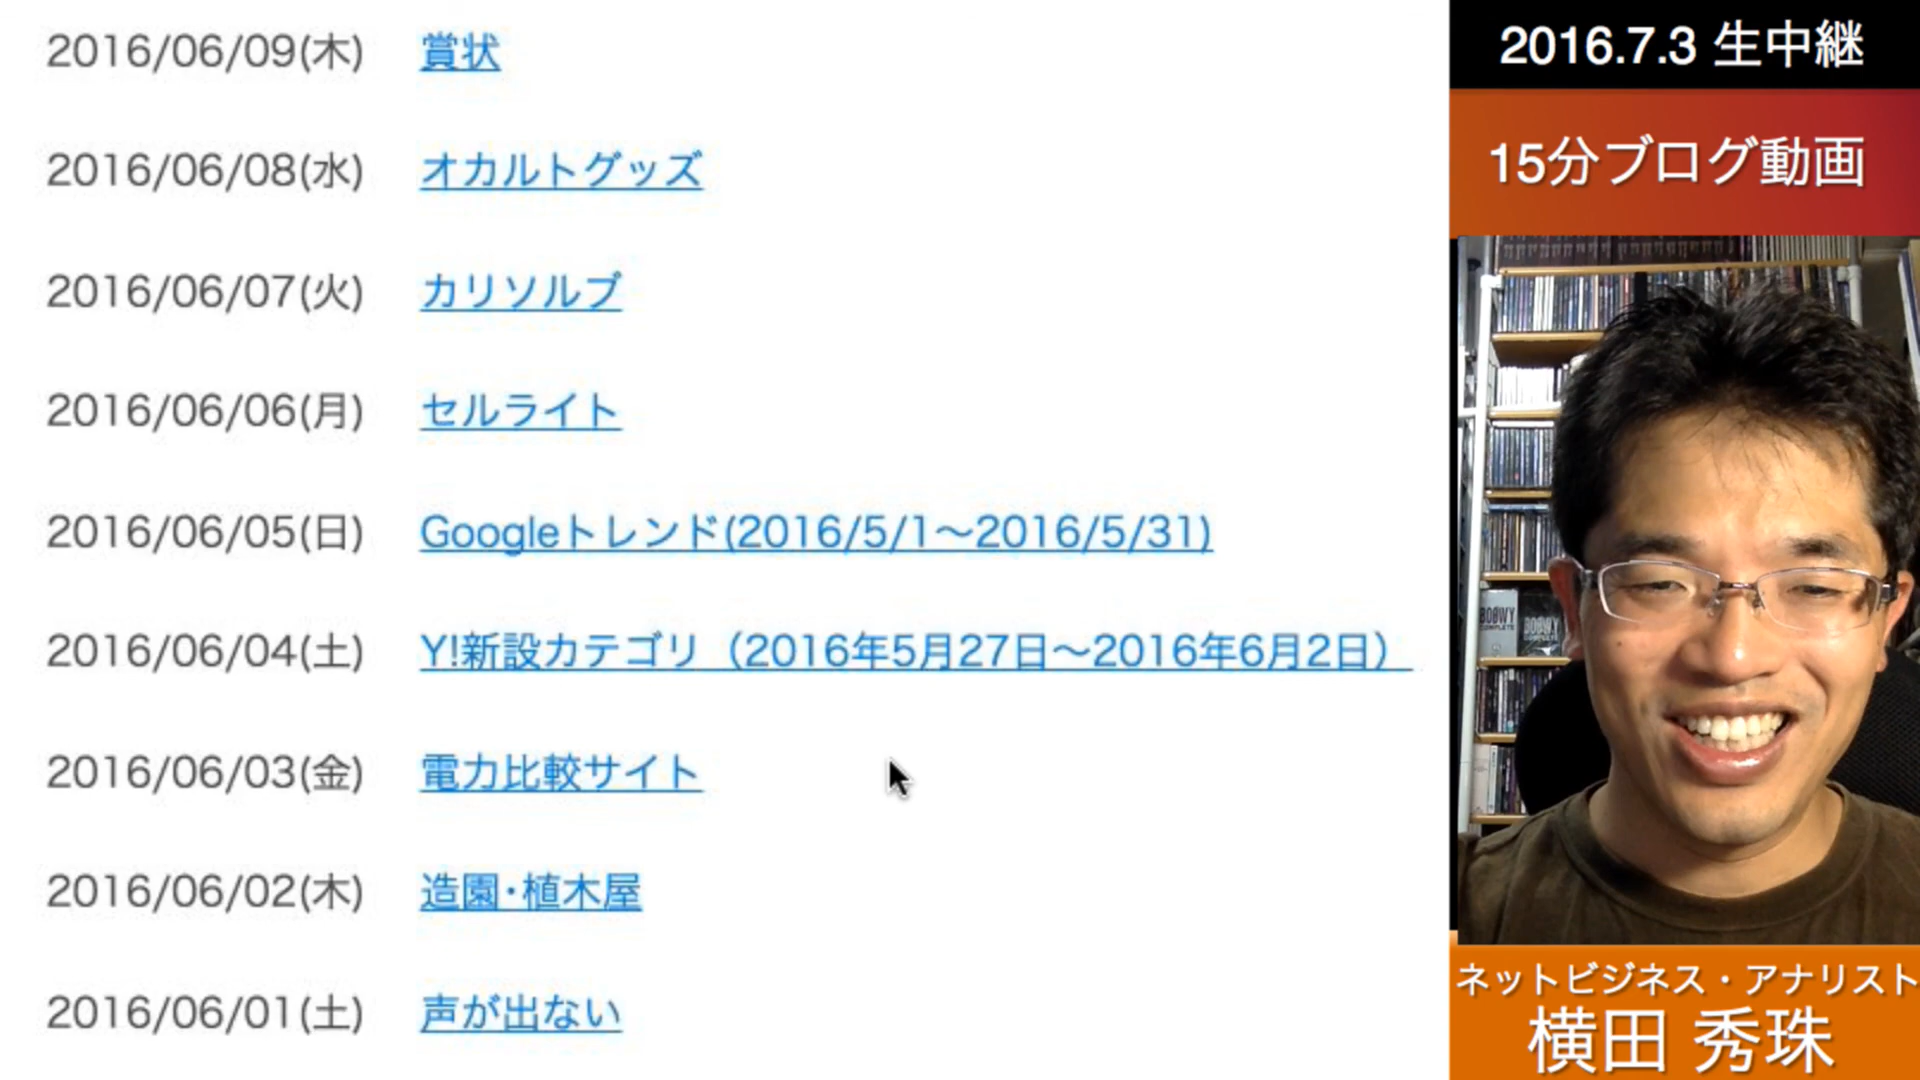 2016/06/09(木) 賞状
2016/06/08(水) オカルトグッズ
2016/06/07(火) カリソルブ
2016/06/06(月) セルライト
2016/06/05(日) Googleトレンド(2016/5/1～2016/5/31)
2016/06/04(土) Y!新設カテゴリ（2016年5月27日～2016年6月2日）
2016/06/03(金) 電力比較サイト
2016/06/02(木) 造園･植木屋
2016/06/01(土) 声が出ない
2016.7.3 生中継
15分ブログ動画
BOØWY
COMPLETE
BOØWY
ネットビジネス・アナリスト
横田 秀珠